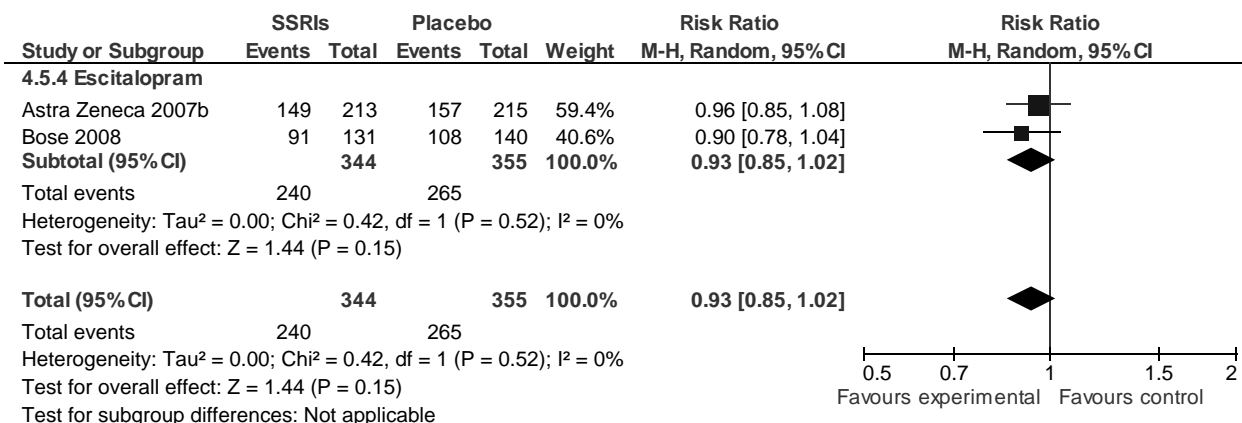 SSRIs Placebo Risk Ratio Risk Ratio
Study or Subgroup Events Total Events Total Weight M-H, Random, 95% CI M-H, Random, 95% CI
4.5.4 Escitalopram
Astra Zeneca 2007b 149 213 157 215 59.4% 0.96 [0.85, 1.08]
Bose 2008 91 131 108 140 40.6% 0.90 [0.78, 1.04]
Subtotal (95% CI) 344 355 100.0% 0.93 [0.85, 1.02]
Total events 240 265
Heterogeneity: Tau² = 0.00; Chi² = 0.42, df = 1 (P = 0.52); I² = 0%
Test for overall effect: Z = 1.44 (P = 0.15)
Total (95% CI) 344 355 100.0% 0.93 [0.85, 1.02]
Total events 240 265
Heterogeneity: Tau² = 0.00; Chi² = 0.42, df = 1 (P = 0.52); I² = 0%
Test for overall effect: Z = 1.44 (P = 0.15)
Test for subgroup differences: Not applicable
0.5 0.7 1 1.5 2
Favours experimental Favours control